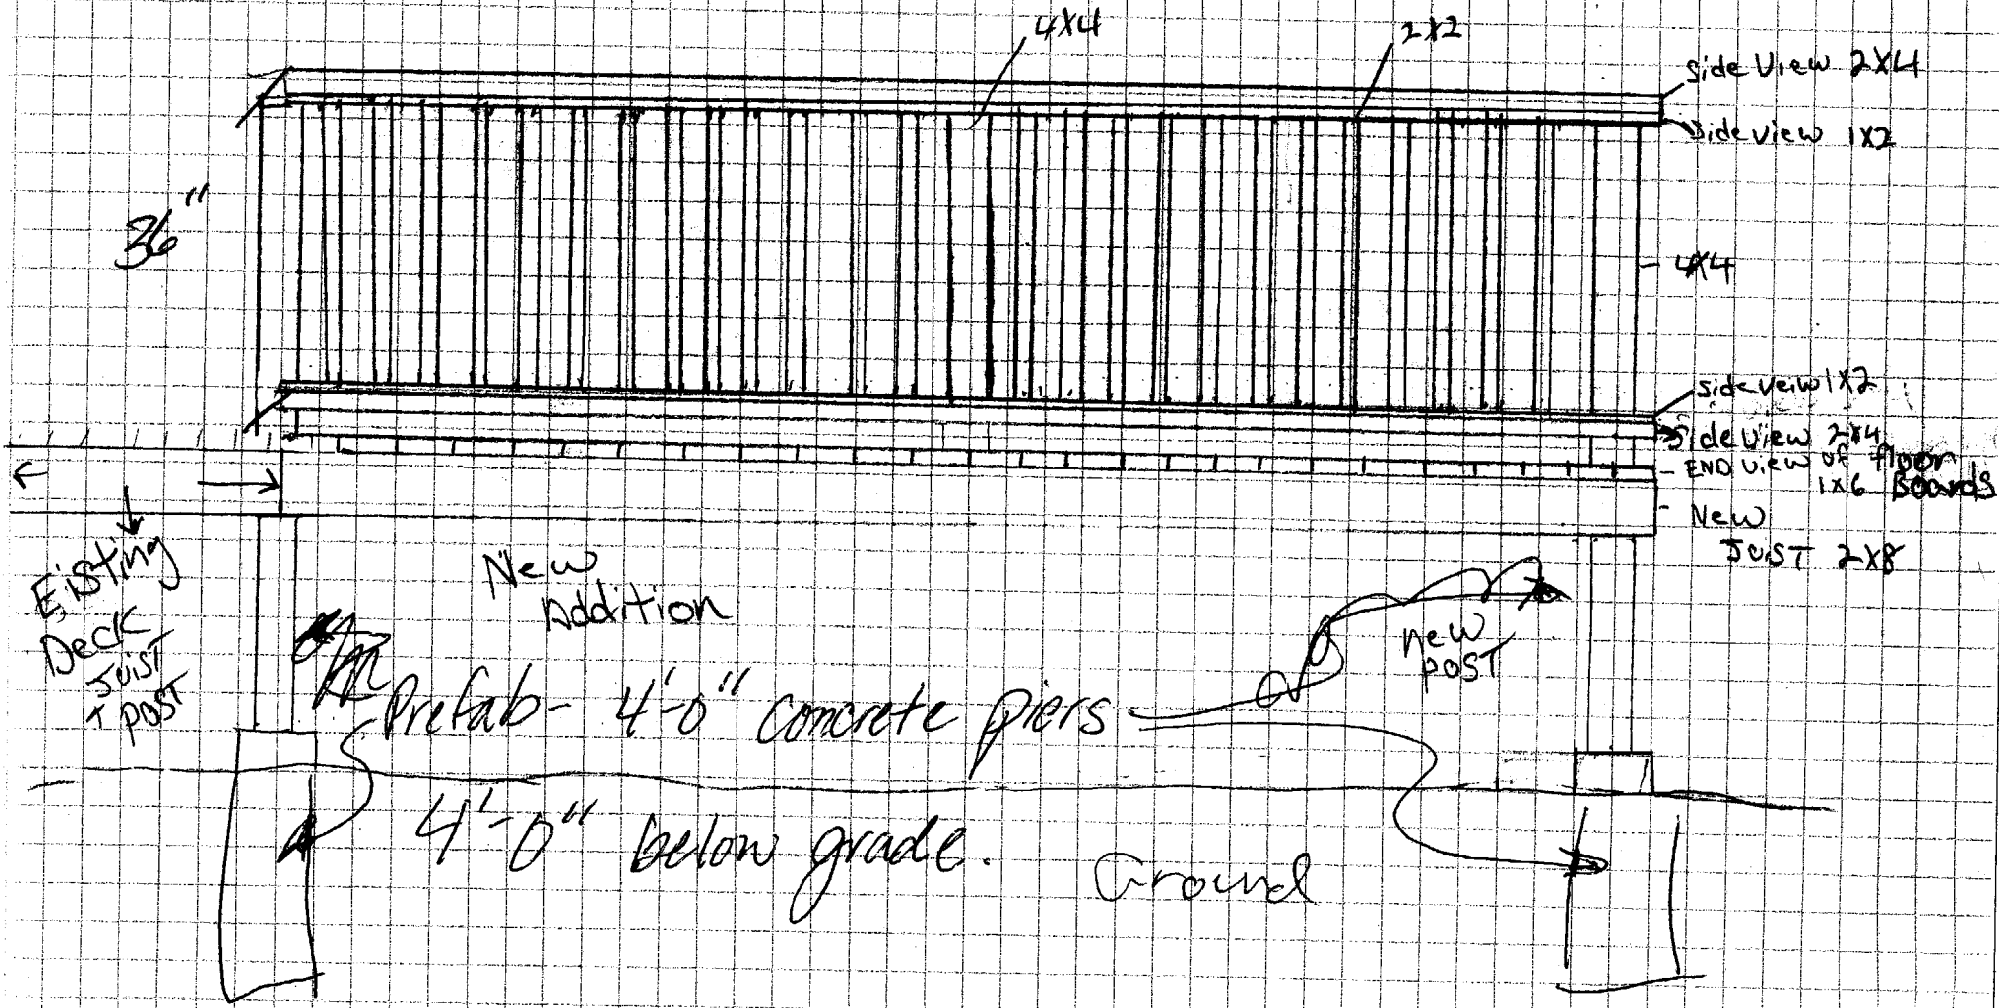 4X4
2X2
side View 2X4
Side view 1X2
36"
4X4
side veiw 1X2
Side view 2X4
END view of floor
1X6 Boards
New
JOIST 2X8
Existing
Deck
JOIST
+ POST
New
Addition
new
POST
Prefab- 4'-0" concrete piers
4'-0" below grade.
Ground